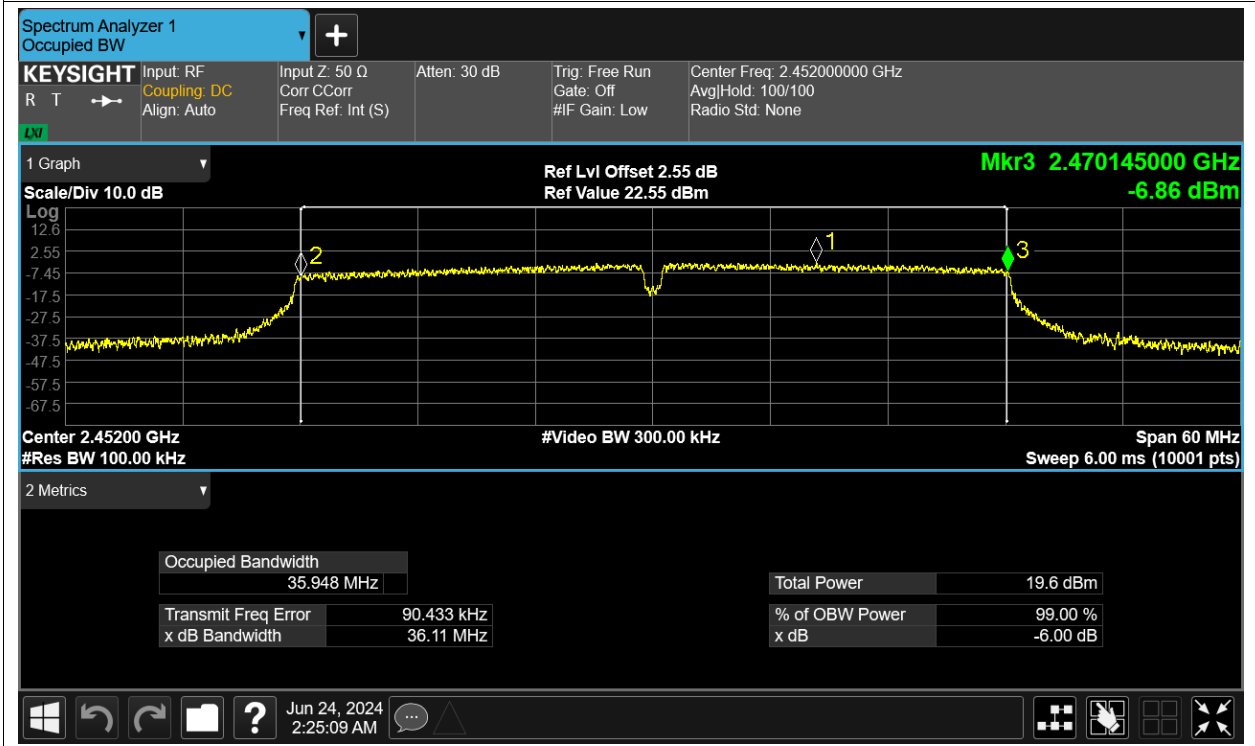 Spectrum Analyzer 1
Occupied BW
KEYSIGHT
R T
LXI
Input: RF
Coupling: DC
Align: Auto
Input Z: 50 Ω
Corr CCorr
Freq Ref: Int (S)
Atten: 30 dB
Trig: Free Run
Gate: Off
#IF Gain: Low
Center Freq: 2.452000000 GHz
Avg|Hold: 100/100
Radio Std: None
1 Graph
Scale/Div 10.0 dB
Ref Lvl Offset 2.55 dB
Ref Value 22.55 dBm
Mkr3 2.470145000 GHz
-6.86 dBm
Log
12.6
2.55
-7.45
-17.5
-27.5
-37.5
-47.5
-57.5
-67.5
2
1
3
Center 2.45200 GHz
#Res BW 100.00 kHz
#Video BW 300.00 kHz
Span 60 MHz
Sweep 6.00 ms (10001 pts)
2 Metrics
Occupied Bandwidth
35.948 MHz
Transmit Freq Error 90.433 kHz
x dB Bandwidth 36.11 MHz
Total Power 19.6 dBm
% of OBW Power 99.00 %
x dB -6.00 dB
?
Jun 24, 2024
2:25:09 AM